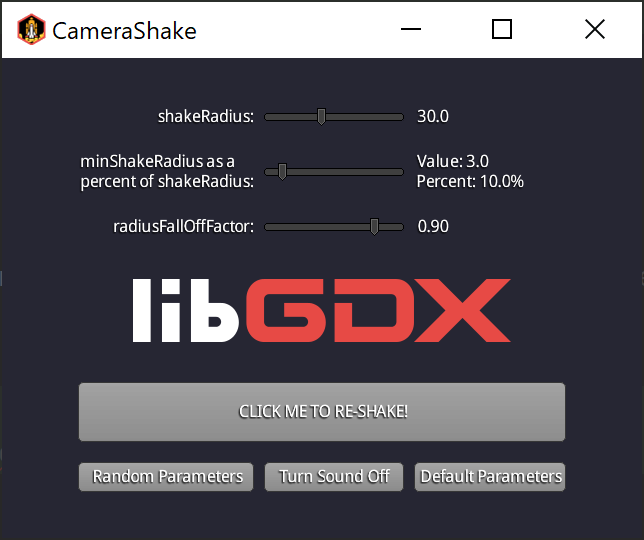 CameraShake
shakeRadius: 30.0
minShakeRadius as a Value: 3.0
percent of shakeRadius: Percent: 10.0%
radiusFallOffFactor: 0.90
libGDX
CLICK ME TO RE-SHAKE!
Random Parameters Turn Sound Off Default Parameters